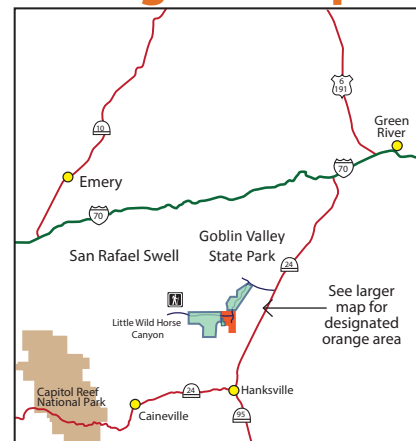 6
191
Green
River
10
Emery
70
70
Goblin Valley
State Park
San Rafael Swell
24
See larger
map for
designated
orange area
Little Wild Horse
Canyon
Capitol Reef
National Park
24
Hanksville
Caineville
95